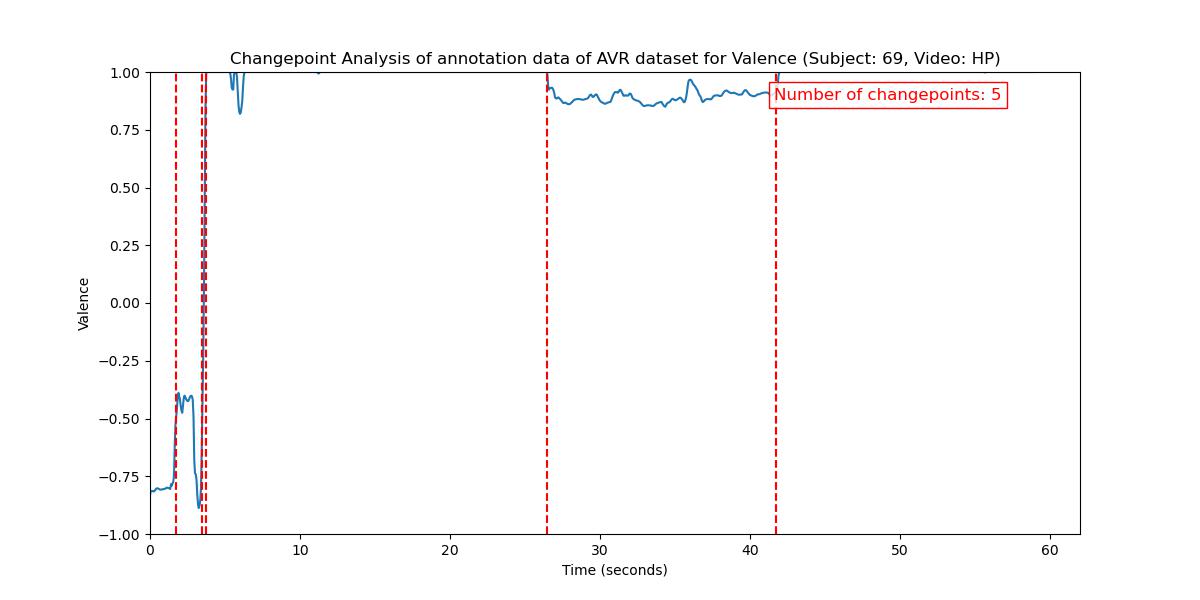 Changepoint Analysis of annotation data of AVR dataset for Valence (Subject: 69, Video: HP)
Number of changepoints: 5
Valence
1.00
0.75
0.50
0.25
0.00
−0.25
−0.50
−0.75
−1.00
0 10 20 30 40 50 60
Time (seconds)